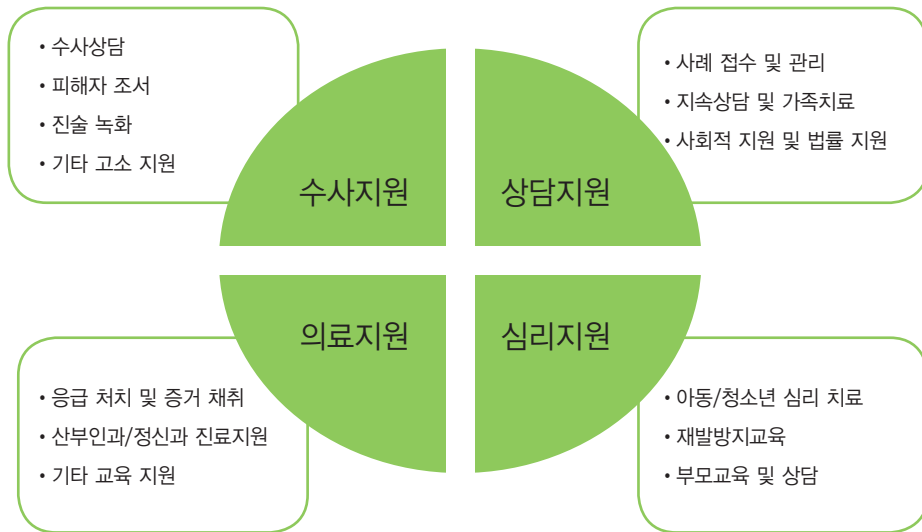 • 수사상담
• 피해자 조서
• 진술 녹화
• 기타 고소 지원
수사지원
• 사례 접수 및 관리
• 지속상담 및 가족치료
• 사회적 지원 및 법률 지원
상담지원
의료지원
• 응급 처치 및 증거 채취
• 산부인과/정신과 진료지원
• 기타 교육 지원
심리지원
• 아동/청소년 심리 치료
• 재발방지교육
• 부모교육 및 상담